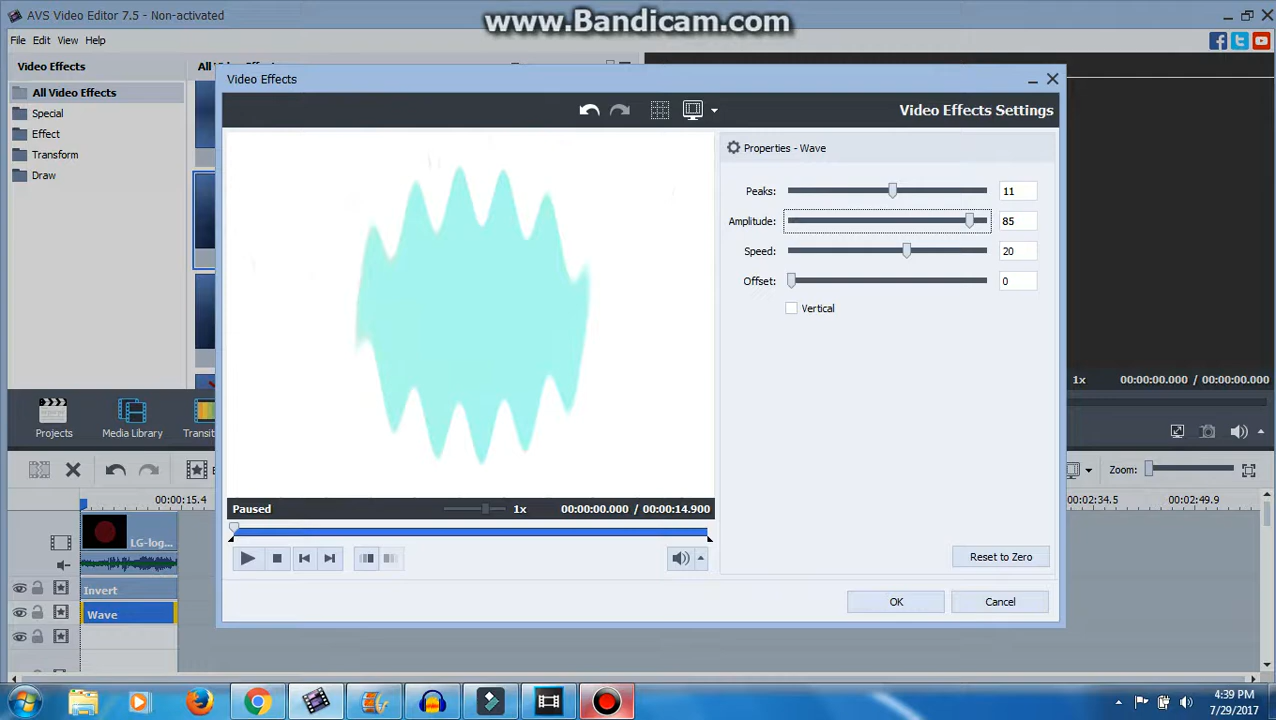 AVS Video Editor 7.5 - Non-activated
www.Bandicam.com
File Edit View Help
Video Effects
All Video Effects
Special
Effect
Transform
Draw
Video Effects
Video Effects Settings
Properties - Wave
Peaks: 11
Amplitude: 85
Speed: 20
Offset: 0
Vertical
Paused 1x 00:00:00.000 / 00:00:14.900
Reset to Zero
OK Cancel
1x 00:00:00.000 / 00:00:00.000
Projects Media Library
Zoom:
00:00:15.4
00:02:34.5 00:02:49.9
LG-log...
Invert
Wave
4:39 PM
7/29/2017